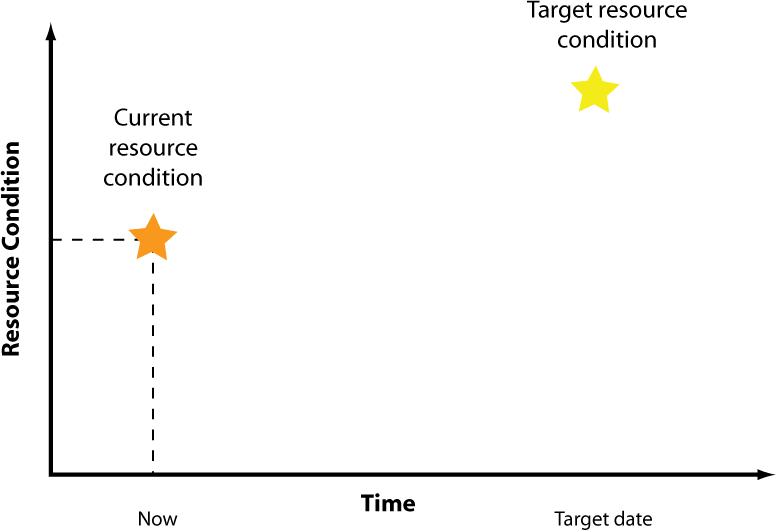 Target resource
condition
Current
resource
condition
Resource Condition
Time
Now
Target date